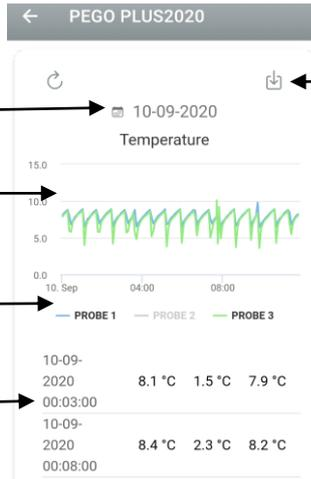 PEGO PLUS2020
10-09-2020
Temperature
15.0
10.0
5.0
0.0
10. Sep 04:00 08:00
PROBE 1 PROBE 2 PROBE 3
10-09-
2020 8.1 °C 1.5 °C 7.9 °C
00:03:00
10-09-
2020 8.4 °C 2.3 °C 8.2 °C
00:08:00